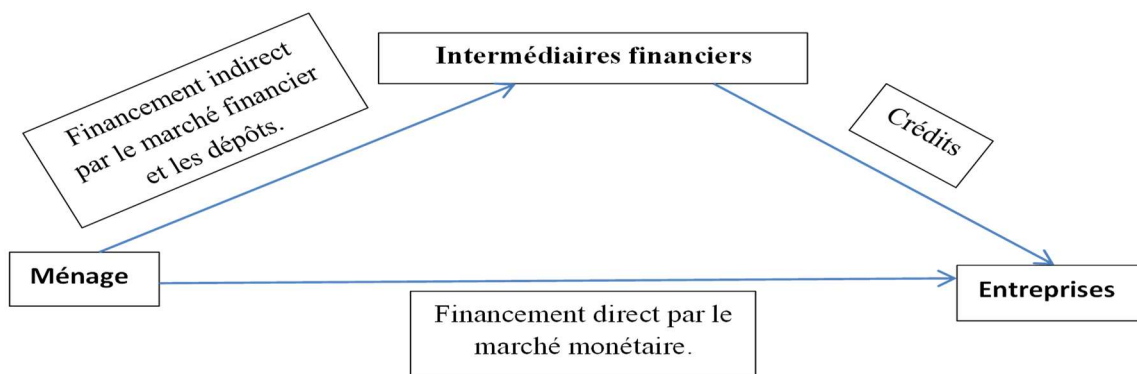 Intermédiaires financiers
Financement indirect
par le marché financier
et les dépôts.
Crédits
Ménage
Entreprises
Financement direct par le
marché monétaire.